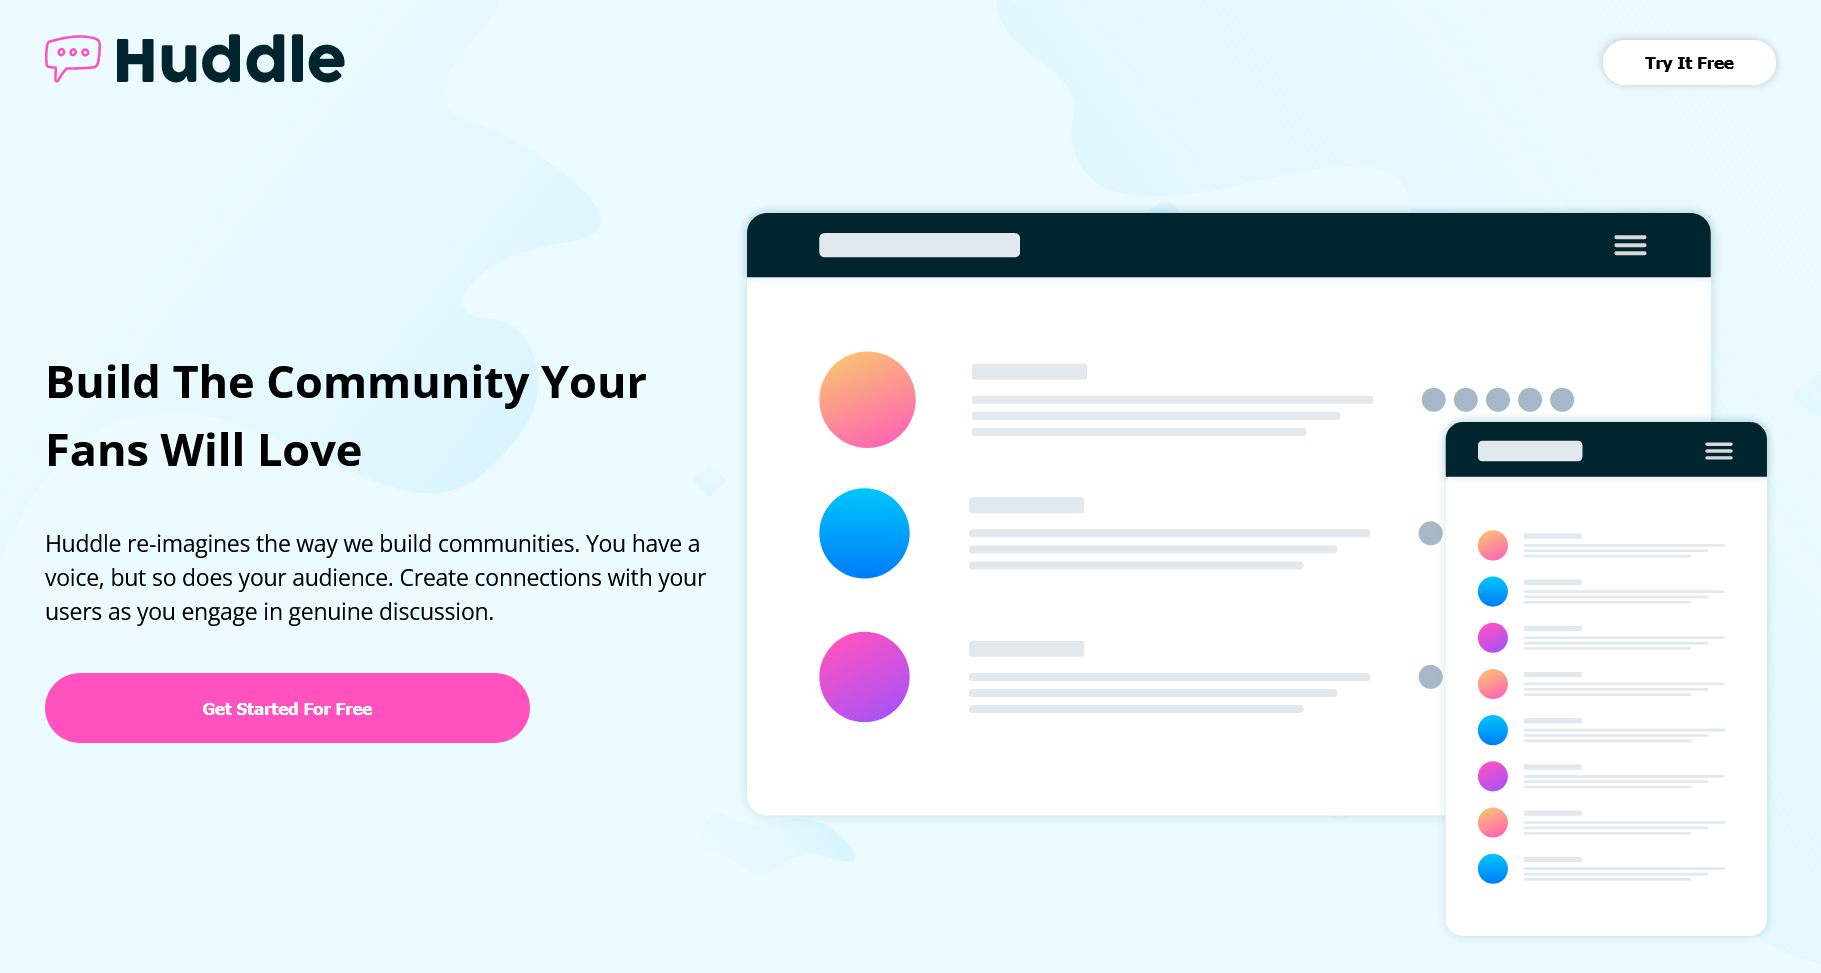 Huddle
Try It Free
Build The Community Your
Fans Will Love
Huddle re-imagines the way we build communities. You have a
voice, but so does your audience. Create connections with your
users as you engage in genuine discussion.
Get Started For Free